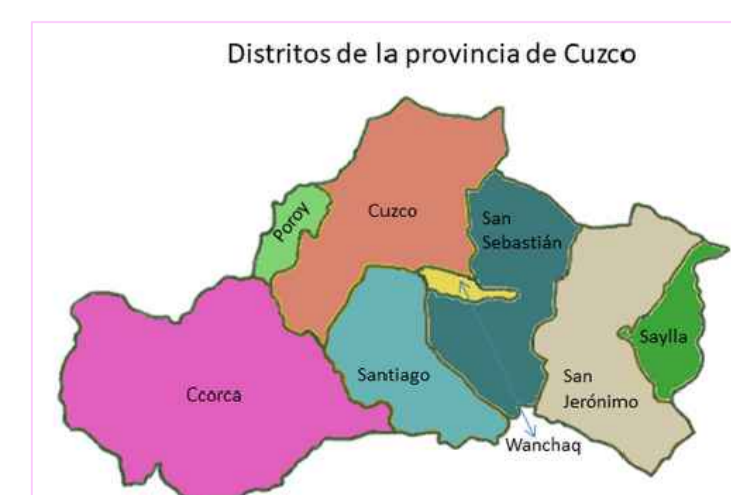 Distritos de la provincia de Cuzco
Poroy
Cuzco
San
Sebastián
Saylla
Santiago
San
Jerónimo
Ccorca
Wanchaq